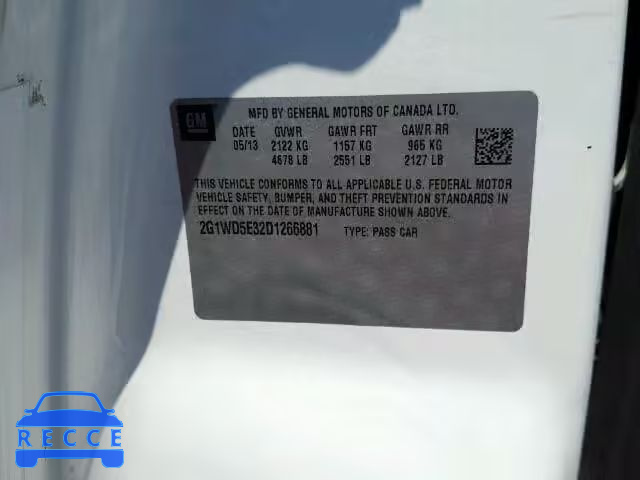 GM
MFD BY GENERAL MOTORS OF CANADA LTD.
DATE GVWR GAWR FRT GAWR RR
05/13 2122 KG 1157 KG 965 KG
4678 LB 2551 LB 2127 LB
THIS VEHICLE CONFORMS TO ALL APPLICABLE U.S. FEDERAL MOTOR
VEHICLE SAFETY, BUMPER, AND THEFT PREVENTION STANDARDS
IN EFFECT ON THE DATE OF MANUFACTURE SHOWN ABOVE.
2G1WD5E32D1266881 TYPE: PASS CAR
RECCE